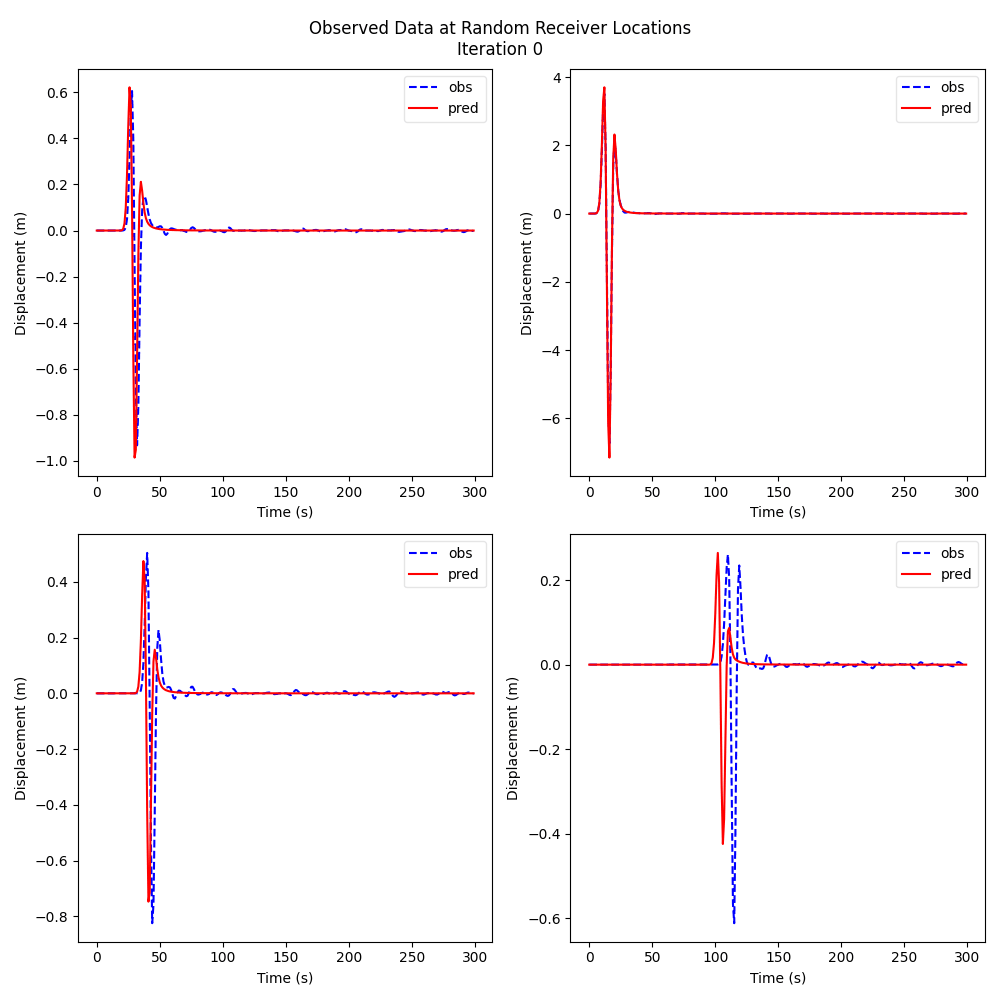 Observed Data at Random Receiver Locations
Iteration 0
Displacement (m)
0.6
0.4
0.2
0.0
−0.2
−0.4
−0.6
−0.8
−1.0
obs
pred
0 50 100 150 200 250 300
Time (s)
Displacement (m)
4
2
0
−2
−4
−6
obs
pred
0 50 100 150 200 250 300
Time (s)
Displacement (m)
0.4
0.2
0.0
−0.2
−0.4
−0.6
−0.8
obs
pred
0 50 100 150 200 250 300
Time (s)
Displacement (m)
0.2
0.0
−0.2
−0.4
−0.6
obs
pred
0 50 100 150 200 250 300
Time (s)